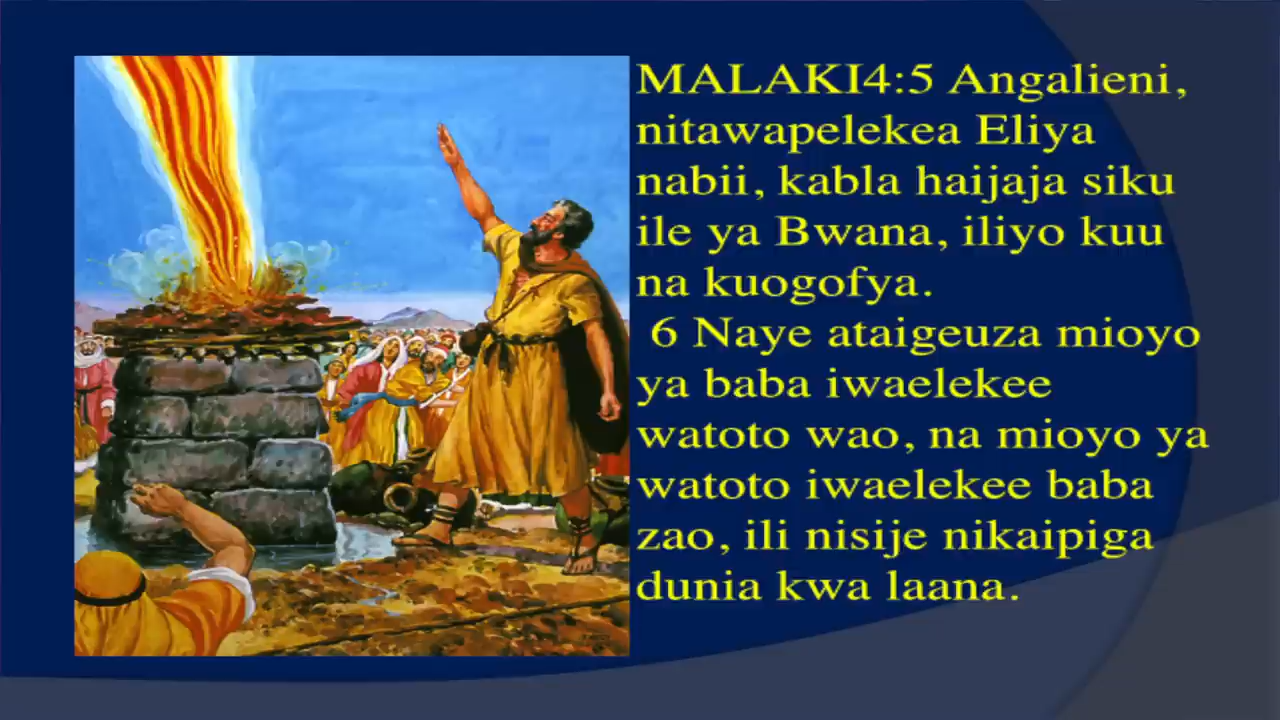 MALAKI4:5 Angalieni,
nitawapelekea Eliya
nabii, kabla haijaja siku
ile ya Bwana, iliyo kuu
na kuogofya.
6 Naye ataigeuza mioyo
ya baba iwaelekee
watoto wao, na mioyo ya
watoto iwaelekee baba
zao, ili nisije nikaipiga
dunia kwa laana.